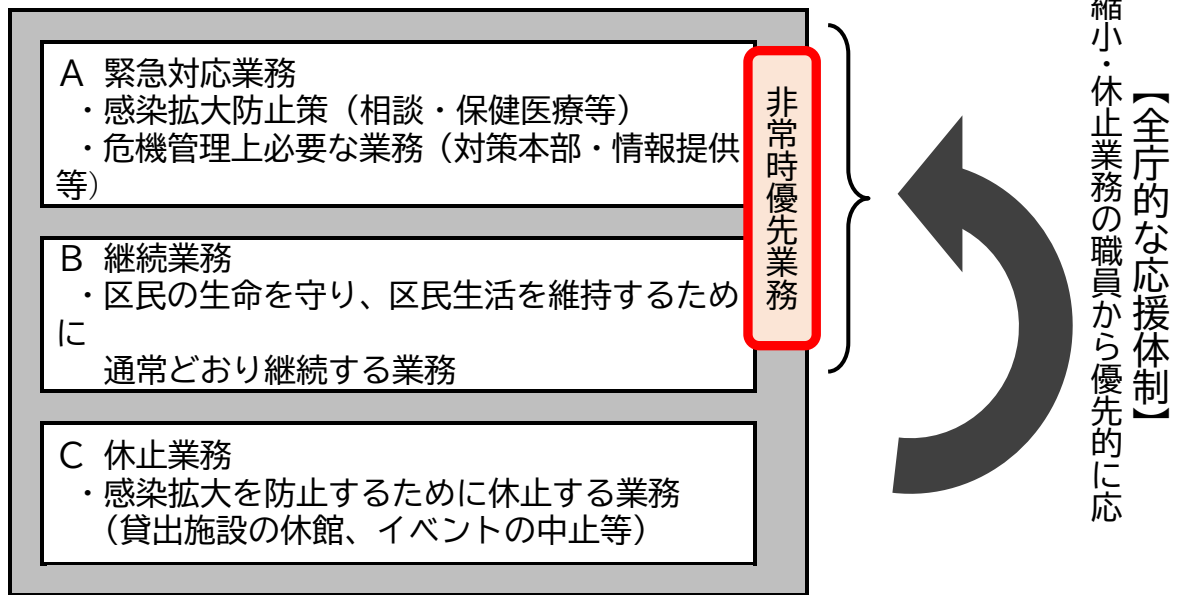 A 緊急対応業務
・感染拡大防止策（相談・保健医療等）
・危機管理上必要な業務（対策本部・情報提供
等）
B 継続業務
・区民の生命を守り、区民生活を維持するため
に
通常どおり継続する業務
C 休止業務
・感染拡大を防止するために休止する業務
（貸出施設の休館、イベントの中止等）
非常時優先業務
【全庁的な応援体制】
縮小・休止業務の職員から優先的に応